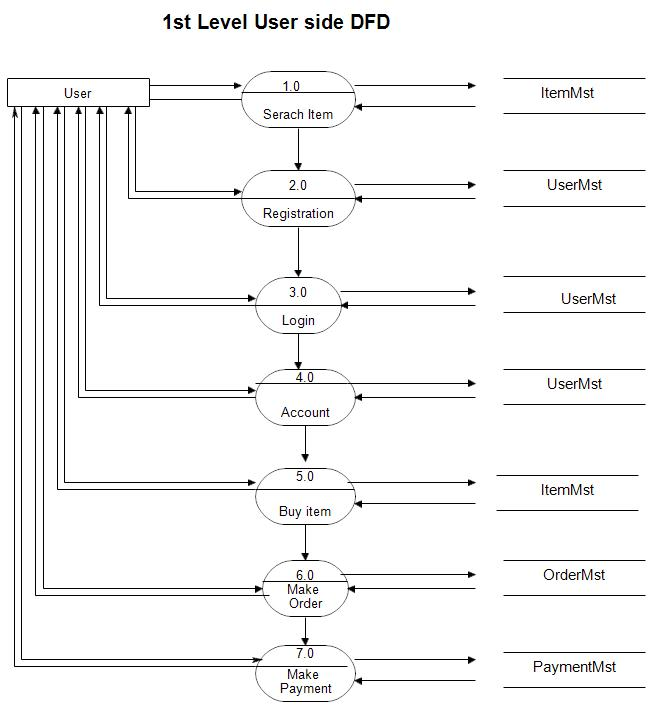 1st Level User side DFD
User
1.0
Serach Item
ItemMst
2.0
Registration
UserMst
3.0
Login
UserMst
4.0
Account
UserMst
5.0
Buy item
ItemMst
6.0
Make
Order
OrderMst
7.0
Make
Payment
PaymentMst